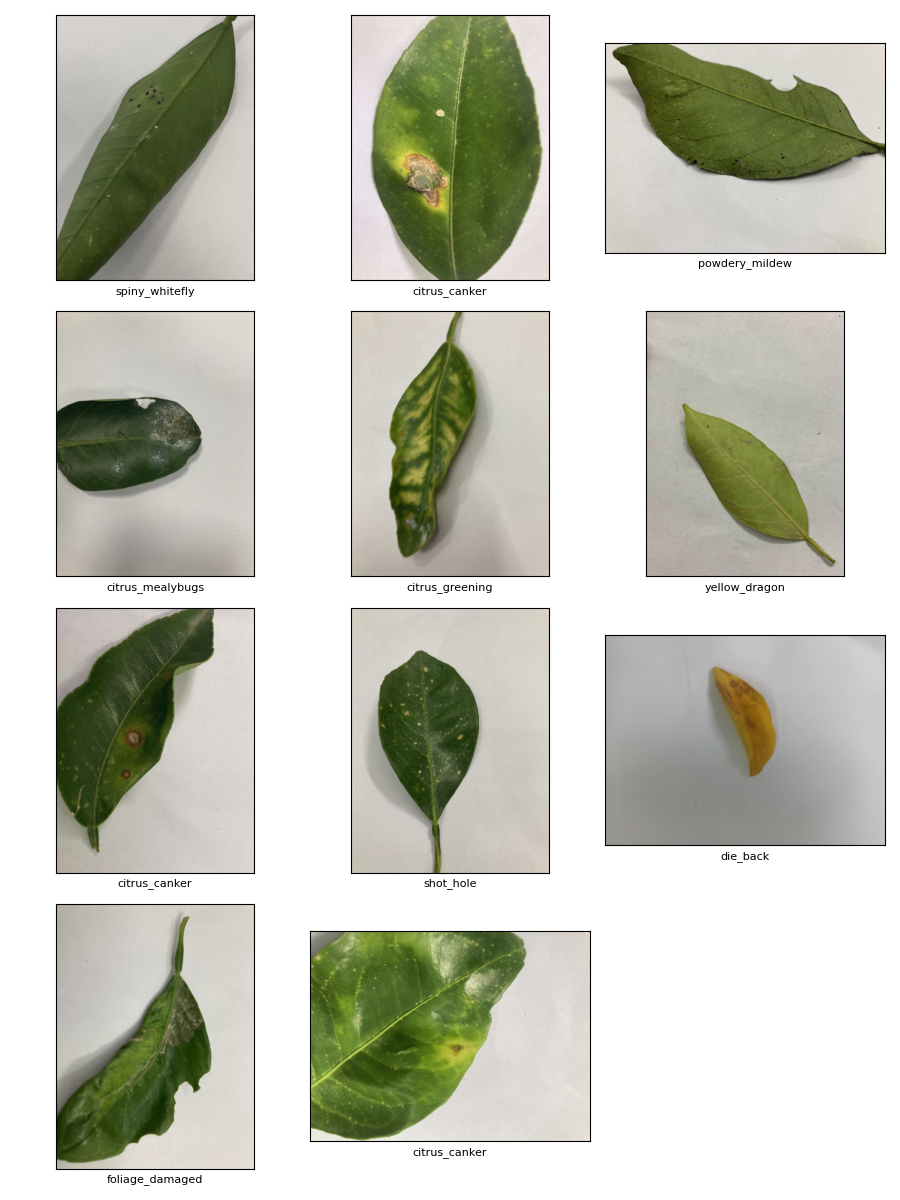 spiny_whitefly
citrus_canker
powdery_mildew
citrus_mealybugs
citrus_greening
yellow_dragon
citrus_canker
shot_hole
die_back
foliage_damaged
citrus_canker